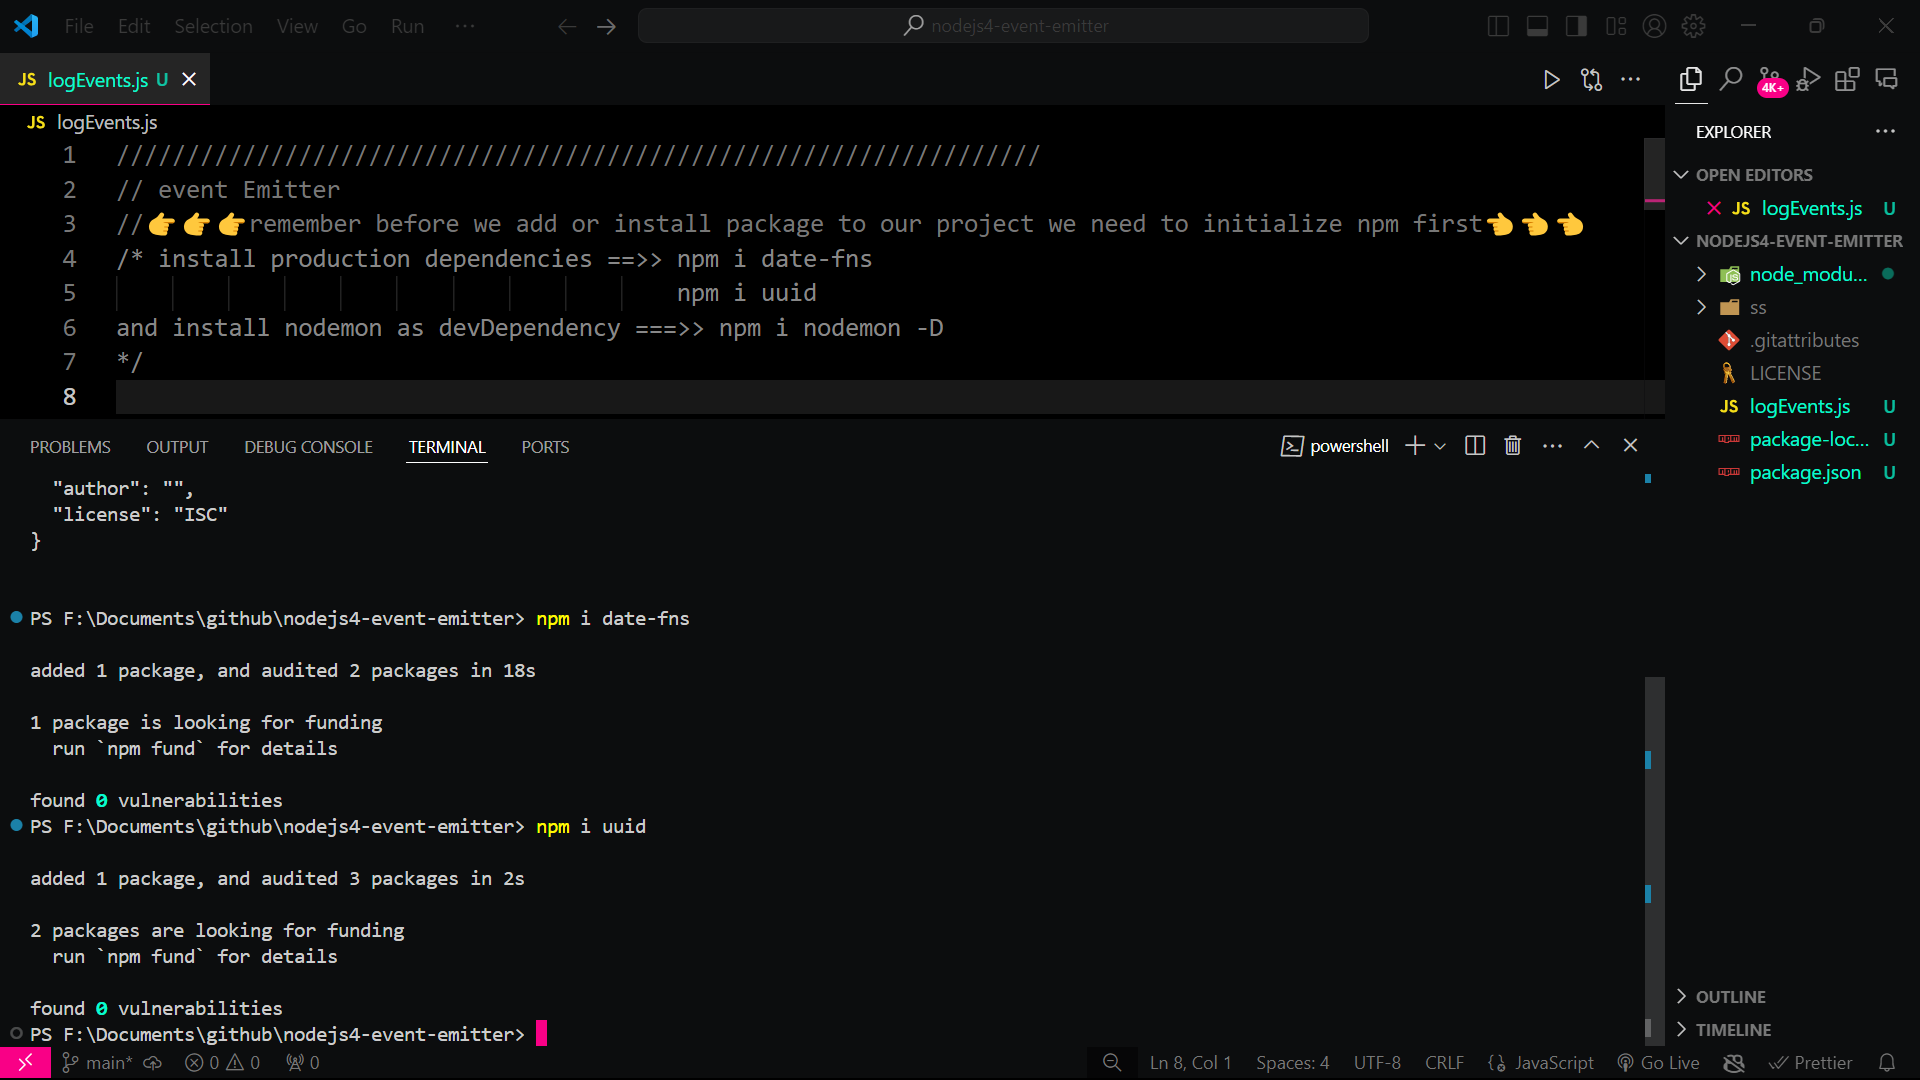 File Edit Selection View Go Run ···
nodejs4-event-emitter
JS logEvents.js U
JS logEvents.js
1 //////////////////////////////////////////////////////////////////
2 // event Emitter
3 //👉👉👉remember before we add or install package to our project we need to initialize npm first👈👈👈
4 /* install production dependencies ==>> npm i date-fns
5 npm i uuid
6 and install nodemon as devDependency ===>> npm i nodemon -D
7 */
8
PROBLEMS OUTPUT DEBUG CONSOLE TERMINAL PORTS
powershell
"author": "",
"license": "ISC"
}
PS F:\Documents\github\nodejs4-event-emitter> npm i date-fns
added 1 package, and audited 2 packages in 18s
1 package is looking for funding
run `npm fund` for details
found 0 vulnerabilities
PS F:\Documents\github\nodejs4-event-emitter> npm i uuid
added 1 package, and audited 3 packages in 2s
2 packages are looking for funding
run `npm fund` for details
found 0 vulnerabilities
PS F:\Documents\github\nodejs4-event-emitter>
4K+
EXPLORER
OPEN EDITORS
JS logEvents.js U
NODEJS4-EVENT-EMITTER
node_modu...
ss
.gitattributes
LICENSE
JS logEvents.js U
package-loc... U
package.json U
OUTLINE
TIMELINE
main* 0 0 0
Ln 8, Col 1 Spaces: 4 UTF-8 CRLF {} JavaScript Go Live Prettier